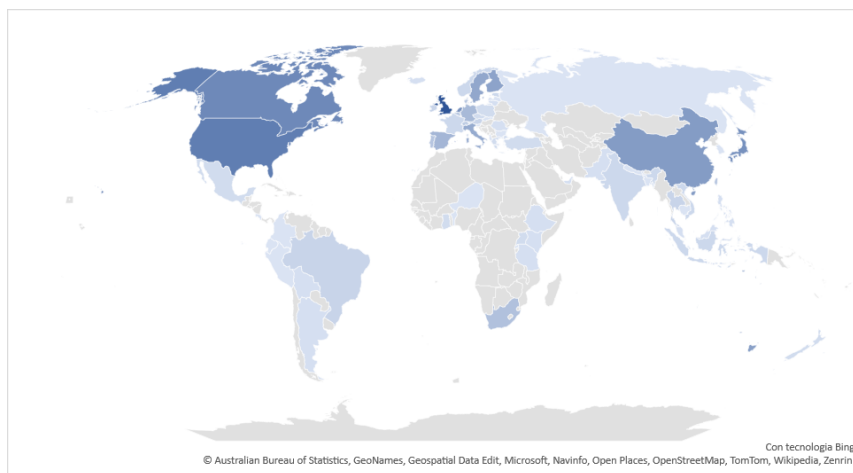 Con tecnologia Bing
© Australian Bureau of Statistics, GeoNames, Geospatial Data Edit, Microsoft, Navinfo, Open Places, OpenStreetMap, TomTom, Wikipedia, Zenrin